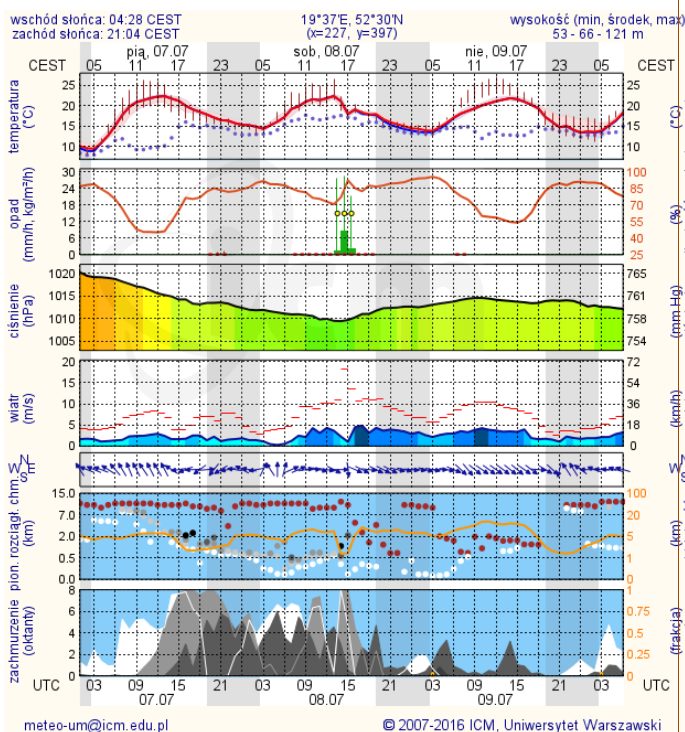 wschód słońca: 04:28 CEST 19°37'E, 52°30'N wysokość (min, środek, max)
zachód słońca: 21:04 CEST (x=227, y=397) 53 - 66 - 121 m
pią, 07.07 sob, 08.07 nie, 09.07
CEST 05 11 17 23 05 11 17 23 05 11 17 23 05 CEST
temperatura (°C)
25 20 15 10
25 20 15 10
(°C)
opad (mm/h, kg/m²/h)
30 24 18 12 6 0
100 85 70 55 40 25
(%)
ciśnienie (hPa)
1020 1015 1010 1005
765 761 758 754
(mm Hg)
wiatr (m/s)
20 15 10 5 0
72 54 36 18 0
(km/h)
N W E S
N W S
pion. rozciągł. chm. (km)
15.0 7.0 2.0 0.5 0.0
100 20 5 1 0
(km)
zachmurzenie (oktanty)
8 6 4 2 0
1 0.75 0.5 0.25 0
(frakcja)
UTC 03 09 15 21 03 09 15 21 03 09 15 21 03 UTC
07.07 08.07 09.07
meteo-um@icm.edu.pl © 2007-2016 ICM, Uniwersytet Warszawski